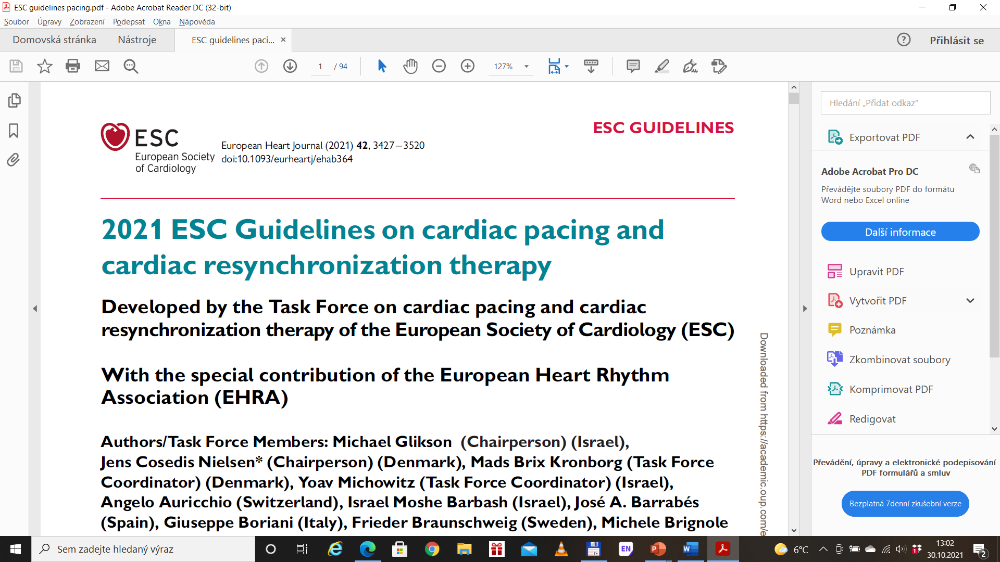 ESC guidelines pacing.pdf - Adobe Acrobat Reader DC (32-bit)
Soubor Úpravy Zobrazení Podepsat Okna Nápověda
Domovská stránka Nástroje ESC guidelines paci... Přihlásit se
1 / 94 127%
ESC
European Society
of Cardiology
European Heart Journal (2021) 42, 3427–3520
doi:10.1093/eurheartj/ehab364
ESC GUIDELINES
2021 ESC Guidelines on cardiac pacing and
cardiac resynchronization therapy
Developed by the Task Force on cardiac pacing and cardiac
resynchronization therapy of the European Society of Cardiology (ESC)
With the special contribution of the European Heart Rhythm
Association (EHRA)
Authors/Task Force Members: Michael Glikson (Chairperson) (Israel),
Jens Cosedis Nielsen* (Chairperson) (Denmark), Mads Brix Kronborg (Task Force
Coordinator) (Denmark), Yoav Michowitz (Task Force Coordinator) (Israel),
Angelo Auricchio (Switzerland), Israel Moshe Barbash (Israel), José A. Barrabés
(Spain), Giuseppe Boriani (Italy), Frieder Braunschweig (Sweden), Michele Brignole
Downloaded from https://academic.oup.com/e
Hledání „Přidat odkaz“
Exportovat PDF
Adobe Acrobat Pro DC
Převádějte soubory PDF do formátu
Word nebo Excel online
Další informace
Upravit PDF
Vytvořit PDF
Poznámka
Zkombinovat soubory
Komprimovat PDF
Redigovat
Převádění, úpravy a elektronické podepisování
PDF formulářů a smluv
Bezplatná 7denní zkušební verze
Sem zadejte hledaný výraz
EN
6°C
13:02
30.10.2021
2